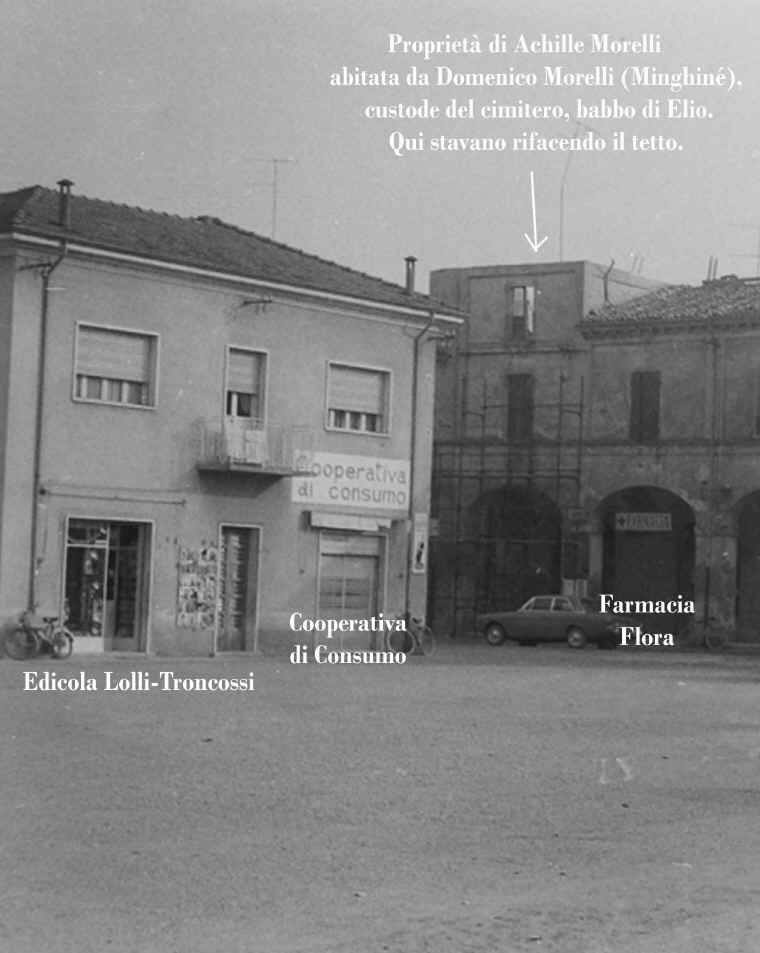 Proprietà di Achille Morelli
abitata da Domenico Morelli (Minghiné),
custode del cimitero, babbo di Elio.
Qui stavano rifacendo il tetto.
Cooperativa
di consumo
FARMACIA
Farmacia
Flora
Cooperativa
di Consumo
Edicola Lolli-Troncossi